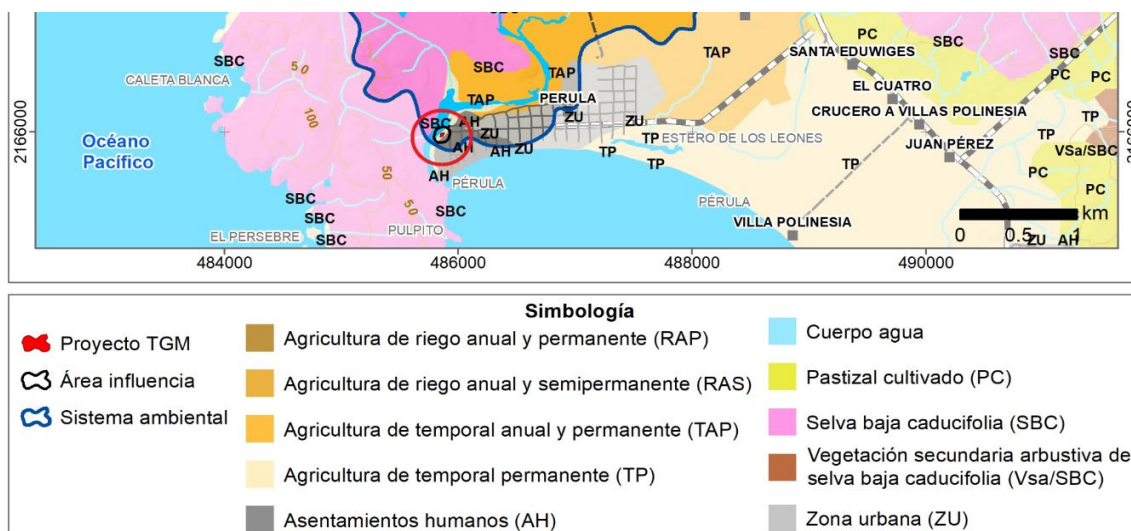 SBC
PC
SBC
SBC
TAP
SANTA EDUWIGES
PC
PC
SBC
50
SBC
TAP
CALETA BLANCA
EL CUATRO
TAP
PERULA
PC
100
CRUCERO A VILLAS POLINESIA
2166000
SBC
AH
ZU
ZU
ZU
TP
TP
2166000
Océano
Pacífico
ESTERO DE LOS LEONES
AH
AH
ZU
TP
TP
TP
JUAN PÉREZ
VSa/SBC
50
AH
PÉRULA
PC
PC
SBC
50
PÉRULA
SBC
SBC
VILLA POLINESIA
km
EL PERSEBRE
SBC
PULPITO
0
0.5
1
ZU
AH
484000
486000
488000
490000
Simbología
Proyecto TGM
Área influencia
Sistema ambiental
Agricultura de riego anual y permanente (RAP)
Agricultura de riego anual y semipermanente (RAS)
Agricultura de temporal anual y permanente (TAP)
Agricultura de temporal permanente (TP)
Asentamientos humanos (AH)
Cuerpo agua
Pastizal cultivado (PC)
Selva baja caducifolia (SBC)
Vegetación secundaria arbustiva de
selva baja caducifolia (Vsa/SBC)
Zona urbana (ZU)